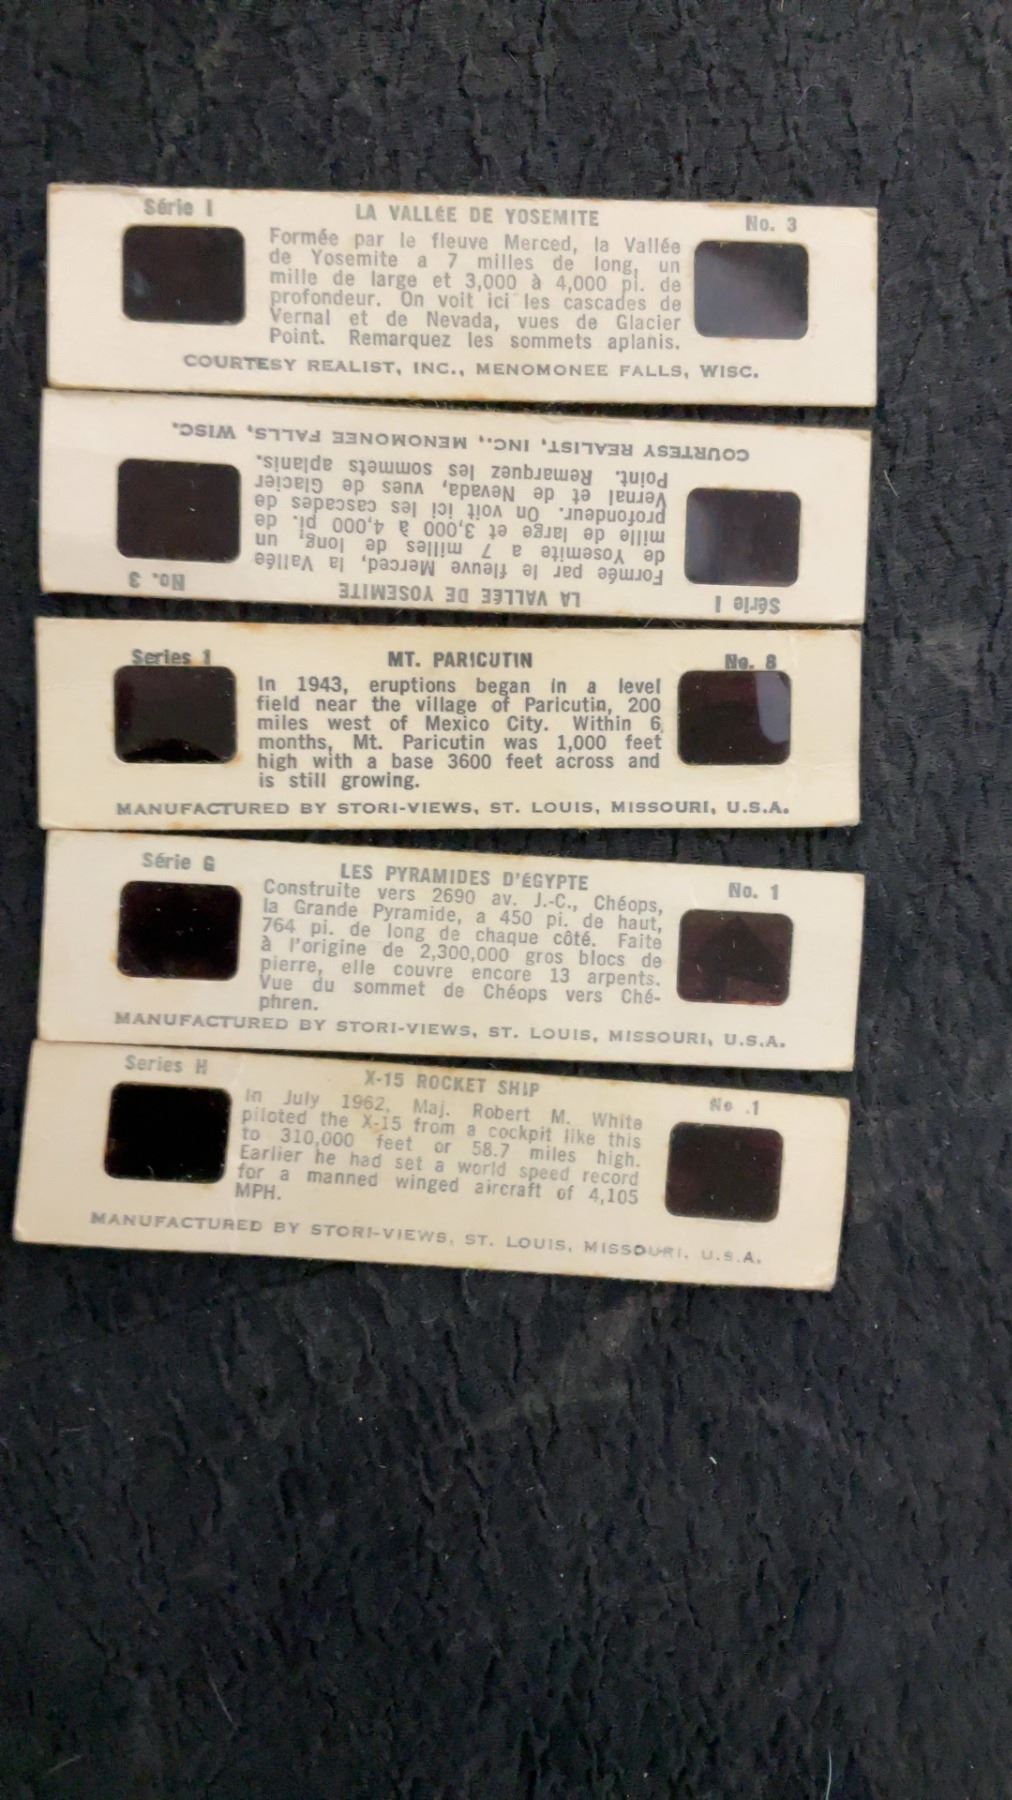 Série I
LA VALLÉE DE YOSEMITE
No. 3
Formée par le fleuve Merced, la Vallée
de Yosemite a 7 milles de long, un
mille de large et 3,000 à 4,000 pi. de
profondeur. On voit ici les cascades de
Vernal et de Nevada, vues de Glacier
Point. Remarquez les sommets aplanis.
COURTESY REALIST, INC., MENOMONEE FALLS, WISC.
Série I
LA VALLÉE DE YOSEMITE
No. 3
Formée par le fleuve Merced, la Vallée
de Yosemite a 7 milles de long, un
mille de large et 3,000 à 4,000 pi. de
profondeur. On voit ici les cascades de
Vernal et de Nevada, vues de Glacier
Point. Remarquez les sommets aplanis.
COURTESY REALIST, INC., MENOMONEE FALLS, WISC.
Series 1
MT. PARICUTIN
No. 8
In 1943, eruptions began in a level
field near the village of Paricutin, 200
miles west of Mexico City. Within 6
months, Mt. Paricutin was 1,000 feet
high with a base 3600 feet across and
is still growing.
MANUFACTURED BY STORI-VIEWS, ST. LOUIS, MISSOURI, U.S.A.
Série G
LES PYRAMIDES D'ÉGYPTE
No. 1
Construite vers 2690 av. J.-C., Chéops,
la Grande Pyramide, a 450 pi. de haut,
764 pi. de long de chaque côté. Faite
à l'origine de 2,300,000 gros blocs de
pierre, elle couvre encore 13 arpents.
Vue du sommet de Chéops vers Ché-
phren.
MANUFACTURED BY STORI-VIEWS, ST. LOUIS, MISSOURI, U.S.A.
Series H
X-15 ROCKET SHIP
No .1
In July 1962, Maj. Robert M. White
piloted the X-15 from a cockpit like this
to 310,000 feet or 58.7 miles high.
Earlier he had set a world speed record
for a manned winged aircraft of 4,105
MPH.
MANUFACTURED BY STORI-VIEWS, ST. LOUIS, MISSOURI, U.S.A.